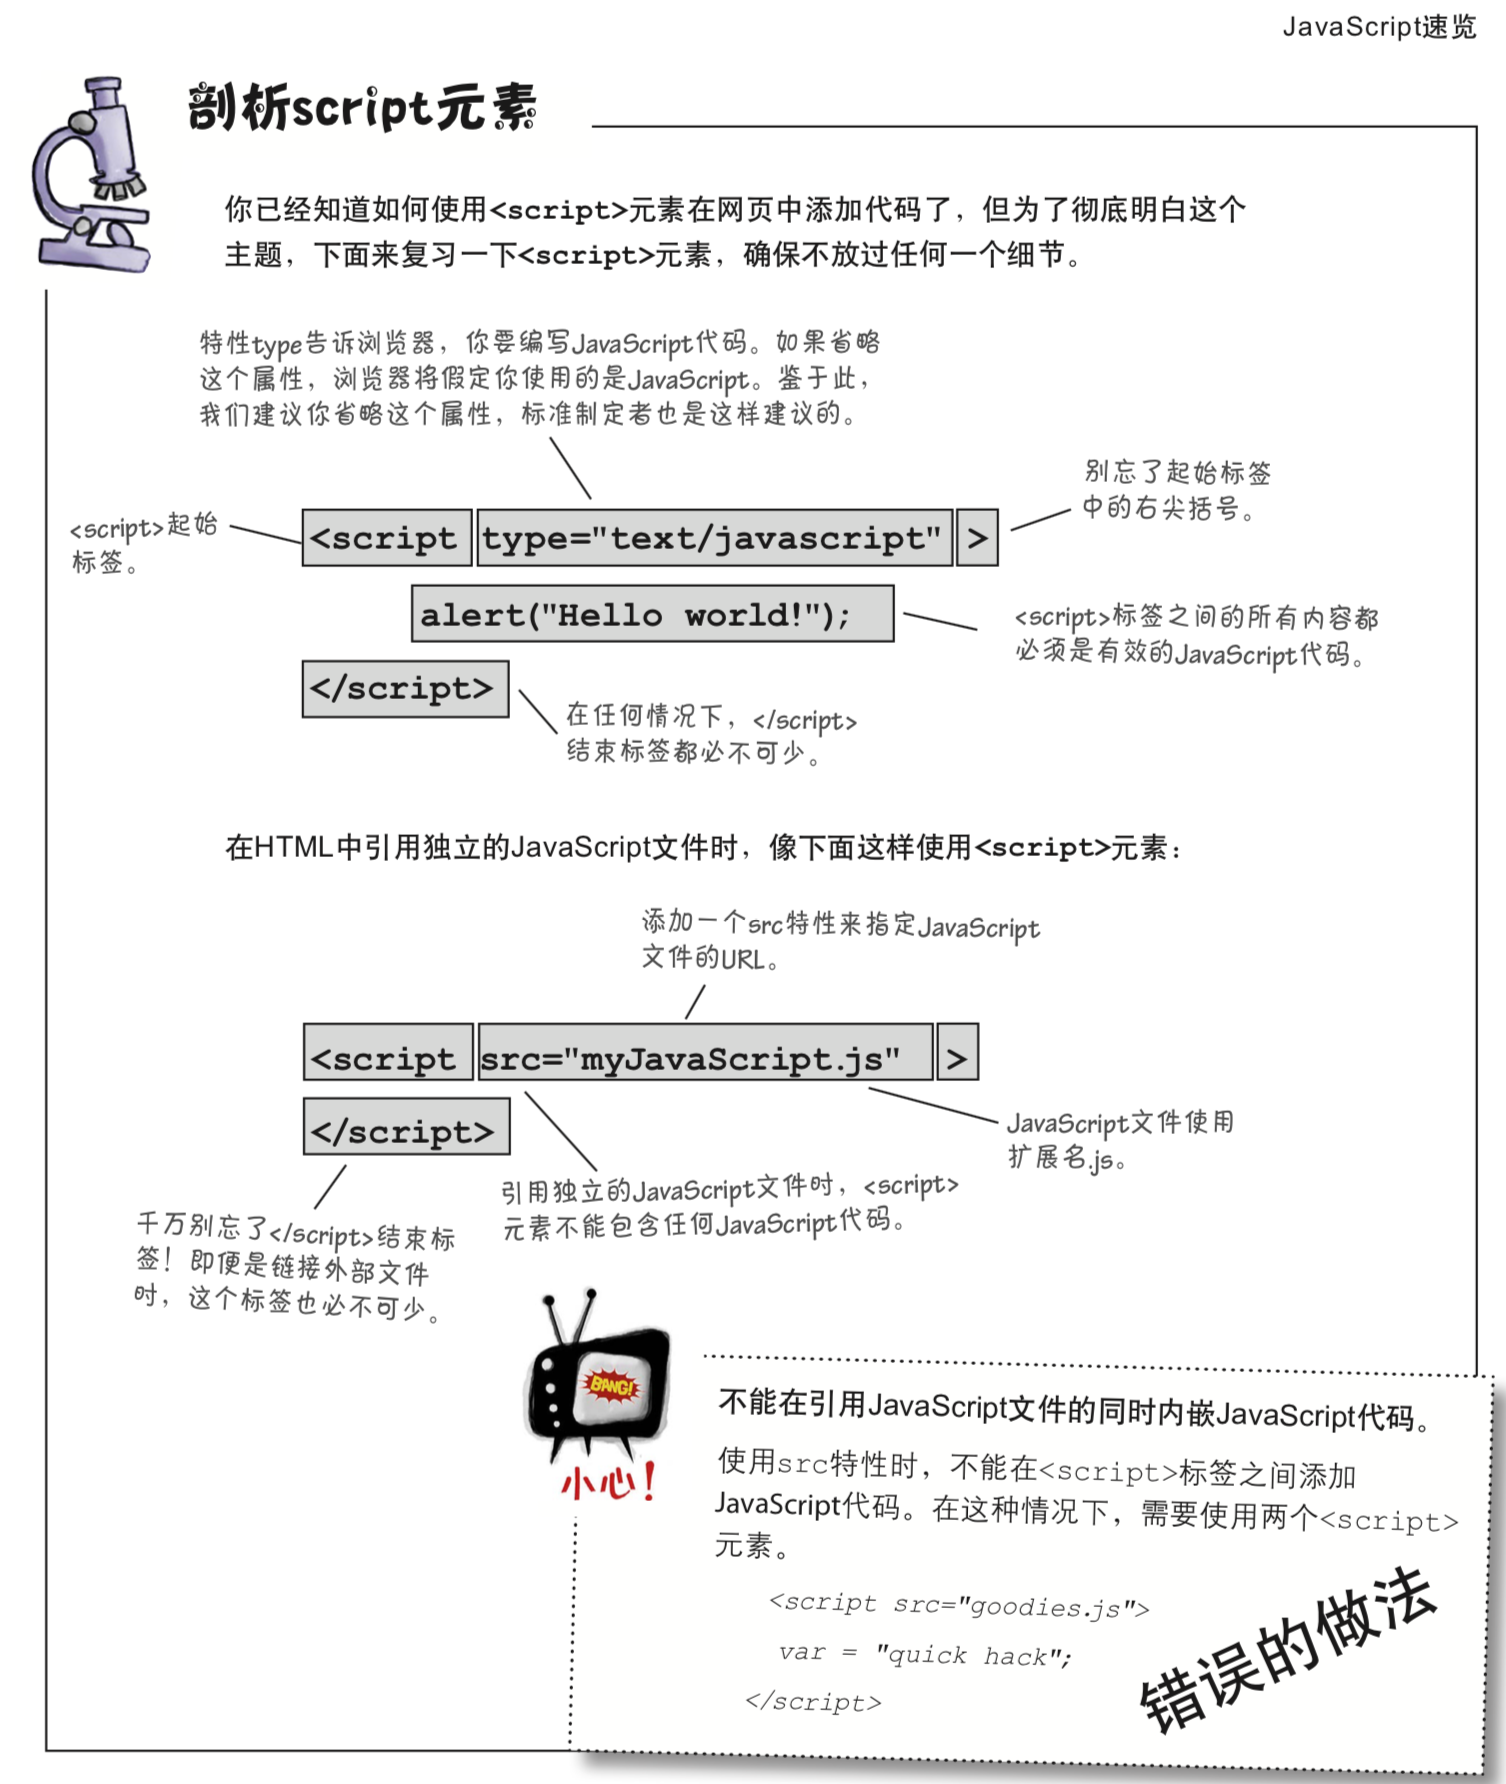 JavaScript速览
剖析script元素
你已经知道如何使用<script>元素在网页中添加代码了，但为了彻底明白这个
主题，下面来复习一下<script>元素，确保不放过任何一个细节。
特性type告诉浏览器，你要编写JavaScript代码。如果省略
这个属性，浏览器将假定你使用的是JavaScript。鉴于此，
我们建议你省略这个属性，标准制定者也是这样建议的。
别忘了起始标签
中的右尖括号。
<script>起始
标签。
<script type="text/javascript" >
alert("Hello world!");
<script>标签之间的所有内容都
必须是有效的JavaScript代码。
</script>
在任何情况下，</script>
结束标签都必不可少。
在HTML中引用独立的JavaScript文件时，像下面这样使用<script>元素：
添加一个src特性来指定JavaScript
文件的URL。
<script src="myJavaScript.js" >
</script>
JavaScript文件使用
扩展名.js。
引用独立的JavaScript文件时，<script>
元素不能包含任何JavaScript代码。
千万别忘了</script>结束标
签！即便是链接外部文件
时，这个标签也必不可少。
BANG!
小心！
不能在引用JavaScript文件的同时内嵌JavaScript代码。
使用src特性时，不能在<script>标签之间添加
JavaScript代码。在这种情况下，需要使用两个<script>
元素。
<script src="goodies.js">
var = "quick hack";
</script>
错误的做法